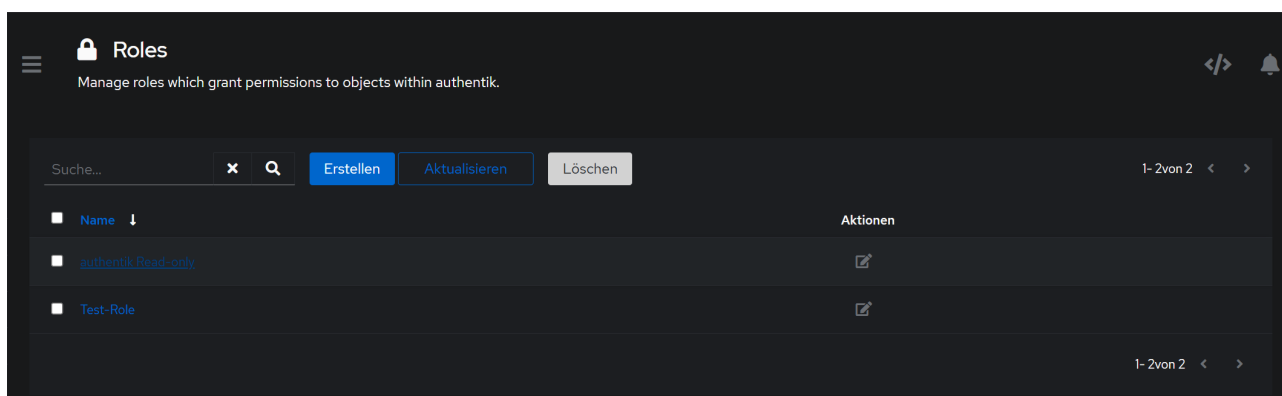 Roles
Manage roles which grant permissions to objects within authentik.
Suche... Erstellen Aktualisieren Löschen 1- 2von 2
Name Aktionen
authentik Read-only
Test-Role
1- 2von 2